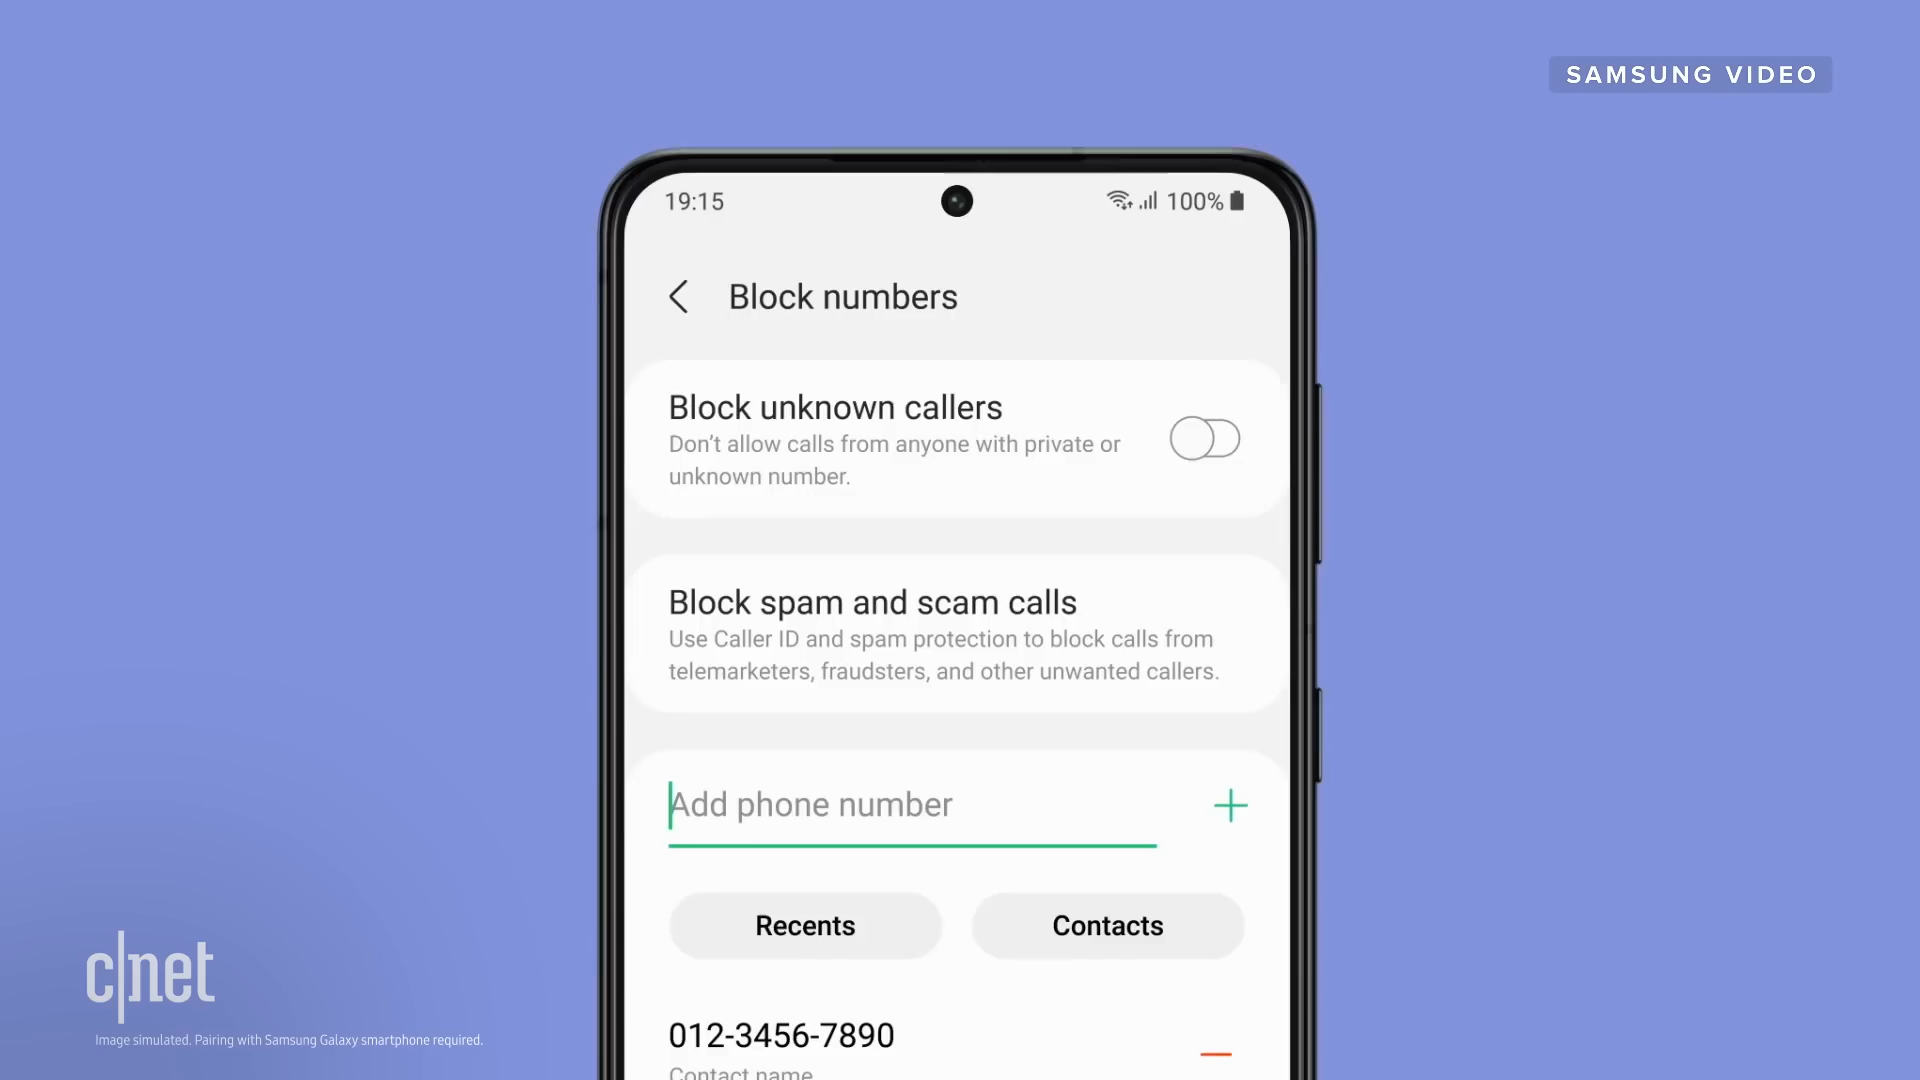 SAMSUNG VIDEO
19:15
100%
Block numbers
Block unknown callers
Don't allow calls from anyone with private or
unknown number.
Block spam and scam calls
Use Caller ID and spam protection to block calls from
telemarketers, fraudsters, and other unwanted callers.
Add phone number
Recents
Contacts
012-3456-7890
Contact name
c|net
Image simulated. Pairing with Samsung Galaxy smartphone required.